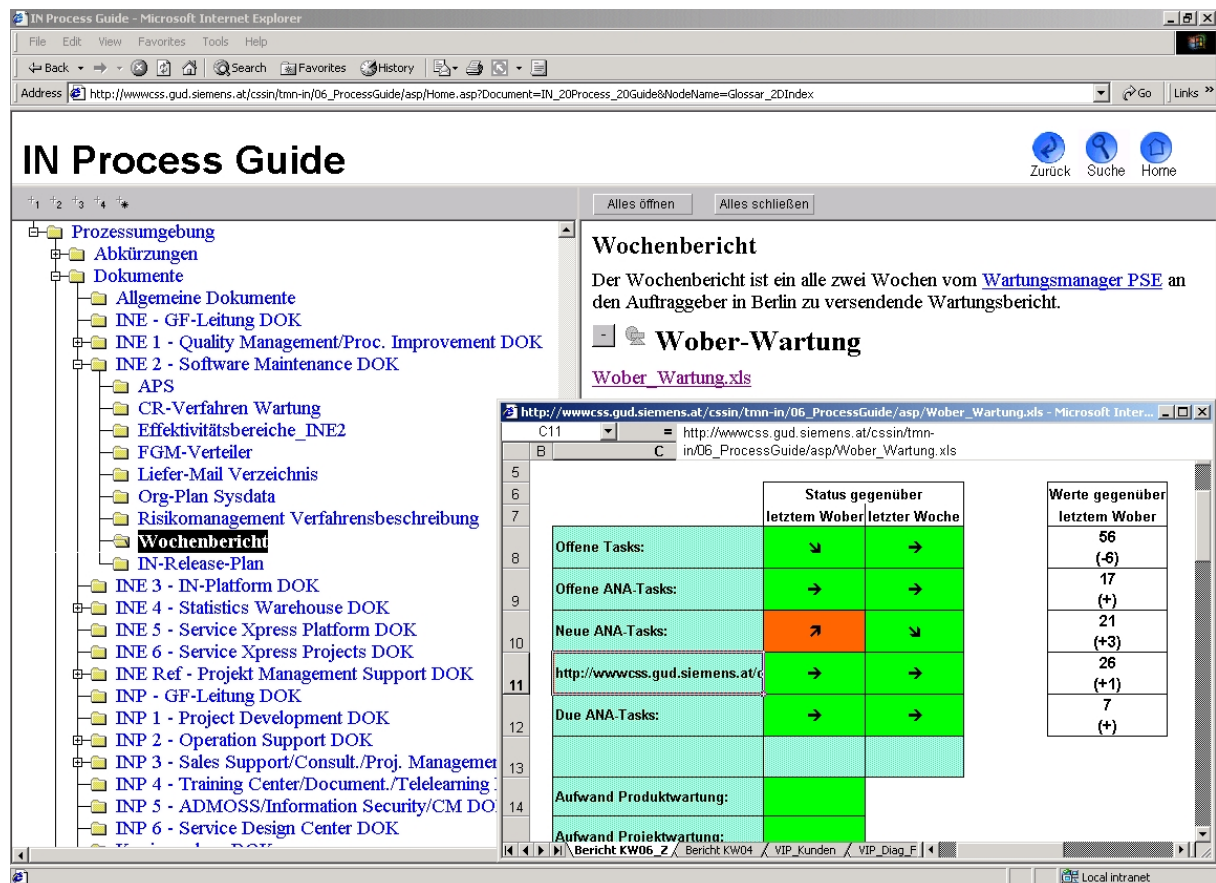 IN Process Guide - Microsoft Internet Explorer
File Edit View Favorites Tools Help
Back Search Favorites History
Address http://wwwcss.gud.siemens.at/cssin/tmn-in/06_ProcessGuide/asp/Home.asp?Document=IN_20Process_20Guide&NodeName=Glossar_2DIndex Go Links »
IN Process Guide
Zurück Suche Home
+1 +2 +3 +4 +*
Alles öffnen Alles schließen
Prozessumgebung
Abkürzungen
Dokumente
Allgemeine Dokumente
INE - GF-Leitung DOK
INE 1 - Quality Management/Proc. Improvement DOK
INE 2 - Software Maintenance DOK
APS
CR-Verfahren Wartung
Effektivitätsbereiche_INE2
FGM-Verteiler
Liefer-Mail Verzeichnis
Org-Plan Sysdata
Risikomanagement Verfahrensbeschreibung
Wochenbericht
IN-Release-Plan
INE 3 - IN-Platform DOK
INE 4 - Statistics Warehouse DOK
INE 5 - Service Xpress Platform DOK
INE 6 - Service Xpress Projects DOK
INE Ref - Projekt Management Support DOK
INP - GF-Leitung DOK
INP 1 - Project Development DOK
INP 2 - Operation Support DOK
INP 3 - Sales Support/Consult./Proj. Managemen
INP 4 - Training Center/Document./Telelearning
INP 5 - ADMOSS/Information Security/CM DO
INP 6 - Service Design Center DOK
Wochenbericht
Der Wochenbericht ist ein alle zwei Wochen vom Wartungsmanager PSE an
den Auftraggeber in Berlin zu versendende Wartungsbericht.
- Wober-Wartung
Wober_Wartung.xls
http://wwwcss.gud.siemens.at/cssin/tmn-in/06_ProcessGuide/asp/Wober_Wartung.xls - Microsoft Inter...
C11 = http://wwwcss.gud.siemens.at/cssin/tmn-
in/06_ProcessGuide/asp/Wober_Wartung.xls
B C
5
6 Status gegenüber Werte gegenüber
7 letztem Wober letzter Woche letztem Wober
8 Offene Tasks: ➔ ➔ 56
(-6)
9 Offene ANA-Tasks: ➔ ➔ 17
(+)
10 Neue ANA-Tasks: ➔ ➔ 21
(+3)
11 http://wwwcss.gud.siemens.at/c ➔ ➔ 26
(+1)
12 Due ANA-Tasks: ➔ ➔ 7
(+)
13
14 Aufwand Produktwartung:
Aufwand Projektwartung:
Bericht KW06_2 Bericht KW04 VIP_Kunden VIP_Diag_F
Local intranet